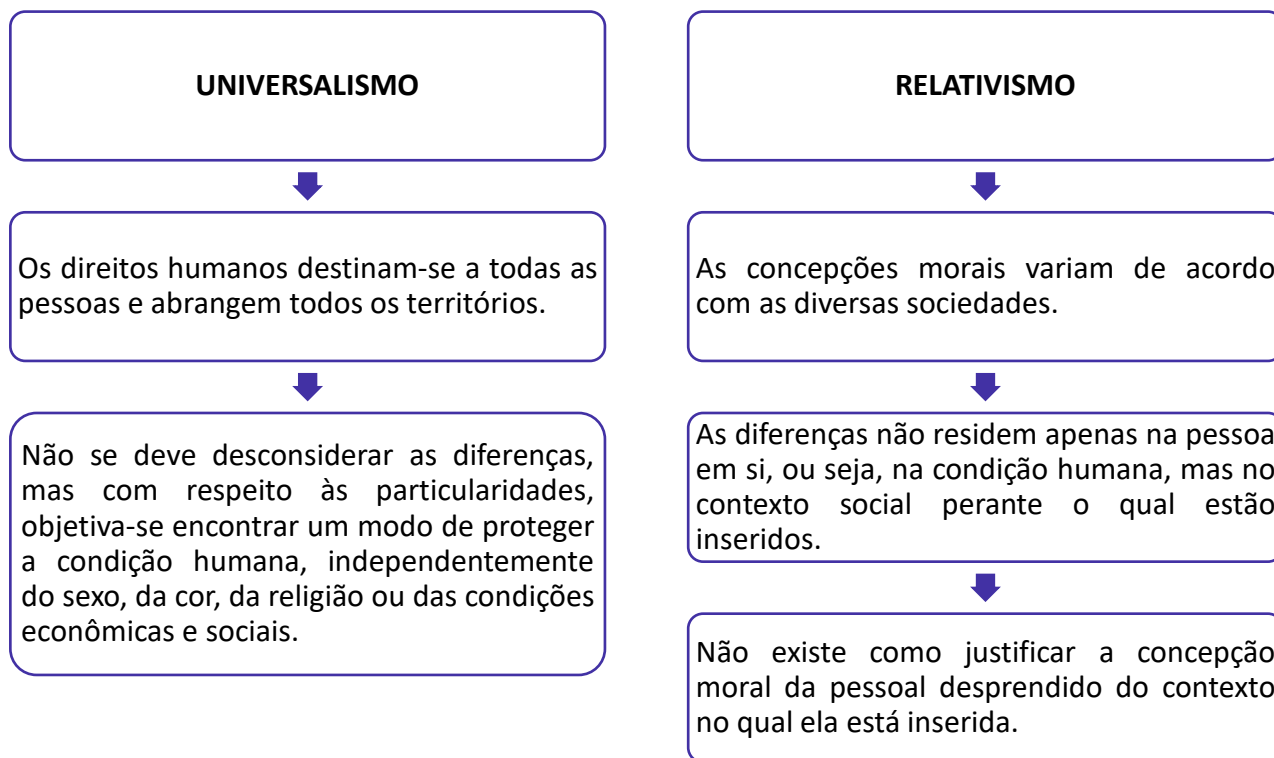 UNIVERSALISMO
Os direitos humanos destinam-se a todas as
pessoas e abrangem todos os territórios.
Não se deve desconsiderar as diferenças,
mas com respeito às particularidades,
objetiva-se encontrar um modo de proteger
a condição humana, independentemente
do sexo, da cor, da religião ou das condições
econômicas e sociais.
RELATIVISMO
As concepções morais variam de acordo
com as diversas sociedades.
As diferenças não residem apenas na pessoa
em si, ou seja, na condição humana, mas no
contexto social perante o qual estão
inseridos.
Não existe como justificar a concepção
moral da pessoal desprendido do contexto
no qual ela está inserida.